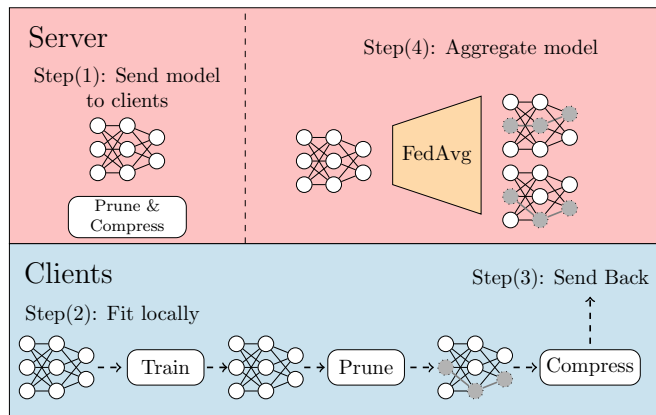 Server
Step(1): Send model
to clients
Prune &
Compress
Step(4): Aggregate model
FedAvg
Clients
Step(2): Fit locally
Train
Prune
Compress
Step(3): Send Back